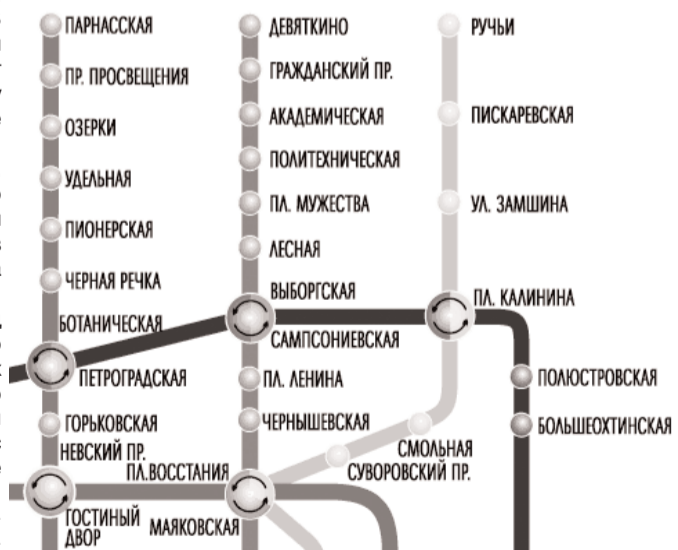 ПАРНАССКАЯ
ПР. ПРОСВЕЩЕНИЯ
ОЗЕРКИ
УДЕЛЬНАЯ
ПИОНЕРСКАЯ
ЧЕРНАЯ РЕЧКА
БОТАНИЧЕСКАЯ
ПЕТРОГРАДСКАЯ
ГОРЬКОВСКАЯ
НЕВСКИЙ ПР.
ГОСТИНЫЙ
ДВОР
ДЕВЯТКИНО
ГРАЖДАНСКИЙ ПР.
АКАДЕМИЧЕСКАЯ
ПОЛИТЕХНИЧЕСКАЯ
ПЛ. МУЖЕСТВА
ЛЕСНАЯ
ВЫБОРГСКАЯ
САМПСОНИЕВСКАЯ
ПЛ. ЛЕНИНА
ЧЕРНЫШЕВСКАЯ
ПЛ.ВОССТАНИЯ
МАЯКОВСКАЯ
РУЧЬИ
ПИСКАРЕВСКАЯ
УЛ. ЗАМШИНА
ПЛ. КАЛИНИНА
СМОЛЬНАЯ
СУВОРОВСКИЙ ПР.
ПОЛЮСТРОВСКАЯ
БОЛЬШЕОХТИНСКАЯ